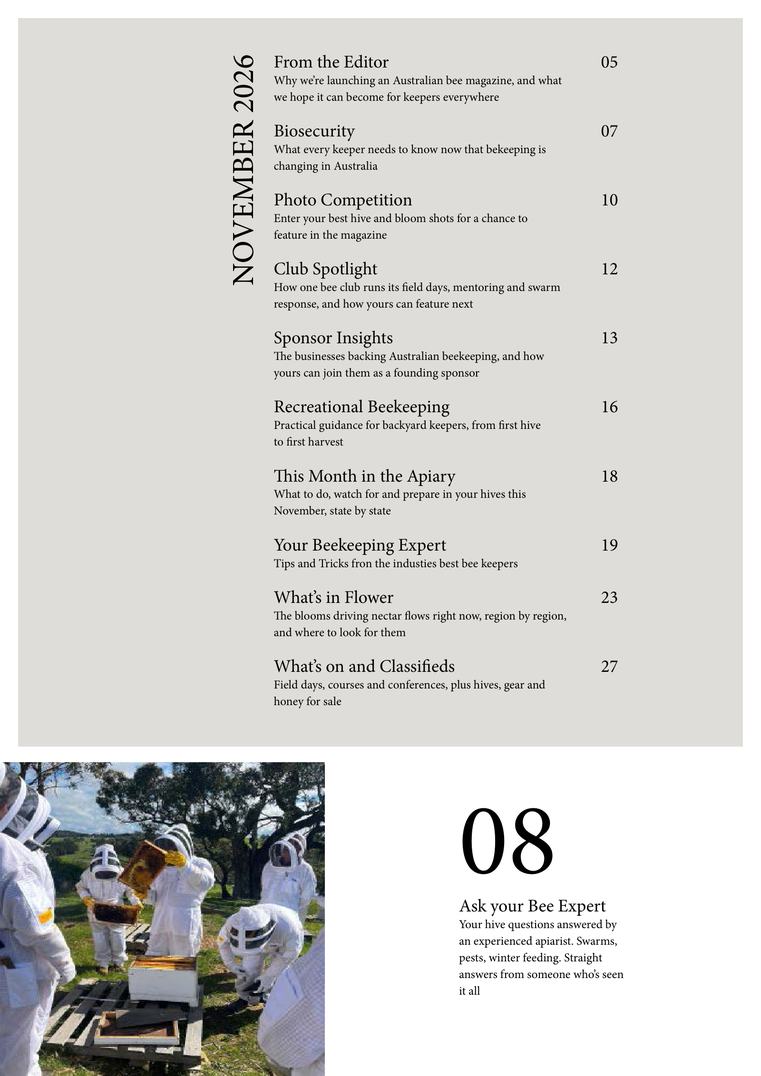 NOVEMBER 2026
From the Editor 05
Why we're launching an Australian bee magazine, and what
we hope it can become for keepers everywhere
Biosecurity 07
What every keeper needs to know now that bekeeping is
changing in Australia
Photo Competition 10
Enter your best hive and bloom shots for a chance to
feature in the magazine
Club Spotlight 12
How one bee club runs its field days, mentoring and swarm
response, and how yours can feature next
Sponsor Insights 13
The businesses backing Australian beekeeping, and how
yours can join them as a founding sponsor
Recreational Beekeeping 16
Practical guidance for backyard keepers, from first hive
to first harvest
This Month in the Apiary 18
What to do, watch for and prepare in your hives this
November, state by state
Your Beekeeping Expert 19
Tips and Tricks fron the industies best bee keepers
What's in Flower 23
The blooms driving nectar flows right now, region by region,
and where to look for them
What's on and Classifieds 27
Field days, courses and conferences, plus hives, gear and
honey for sale
08
Ask your Bee Expert
Your hive questions answered by
an experienced apiarist. Swarms,
pests, winter feeding. Straight
answers from someone who's seen
it all